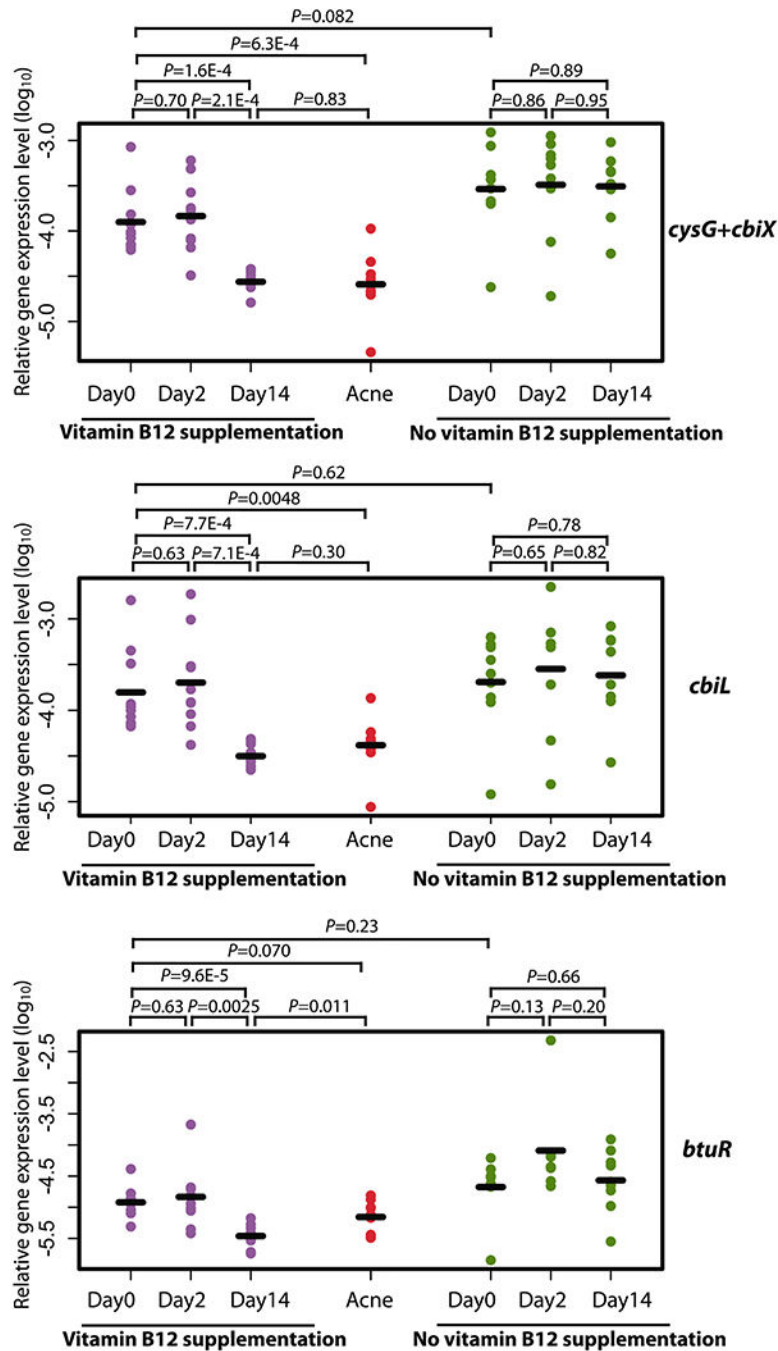 P=0.082
P=6.3E-4
P=1.6E-4
P=0.89
P=0.70 P=2.1E-4 P=0.83 P=0.86 P=0.95
Relative gene expression level (log₁₀)
-3.0
-4.0
-5.0
cysG+cbiX
Day0 Day2 Day14 Acne Day0 Day2 Day14
Vitamin B12 supplementation No vitamin B12 supplementation
P=0.62
P=0.0048
P=7.7E-4
P=0.78
P=0.63 P=7.1E-4 P=0.30 P=0.65 P=0.82
Relative gene expression level (log₁₀)
-3.0
-4.0
-5.0
cbiL
Day0 Day2 Day14 Acne Day0 Day2 Day14
Vitamin B12 supplementation No vitamin B12 supplementation
P=0.23
P=0.070
P=9.6E-5
P=0.66
P=0.63 P=0.0025 P=0.011 P=0.13 P=0.20
Relative gene expression level (log₁₀)
-2.5
-3.5
-4.5
-5.5
btuR
Day0 Day2 Day14 Acne Day0 Day2 Day14
Vitamin B12 supplementation No vitamin B12 supplementation